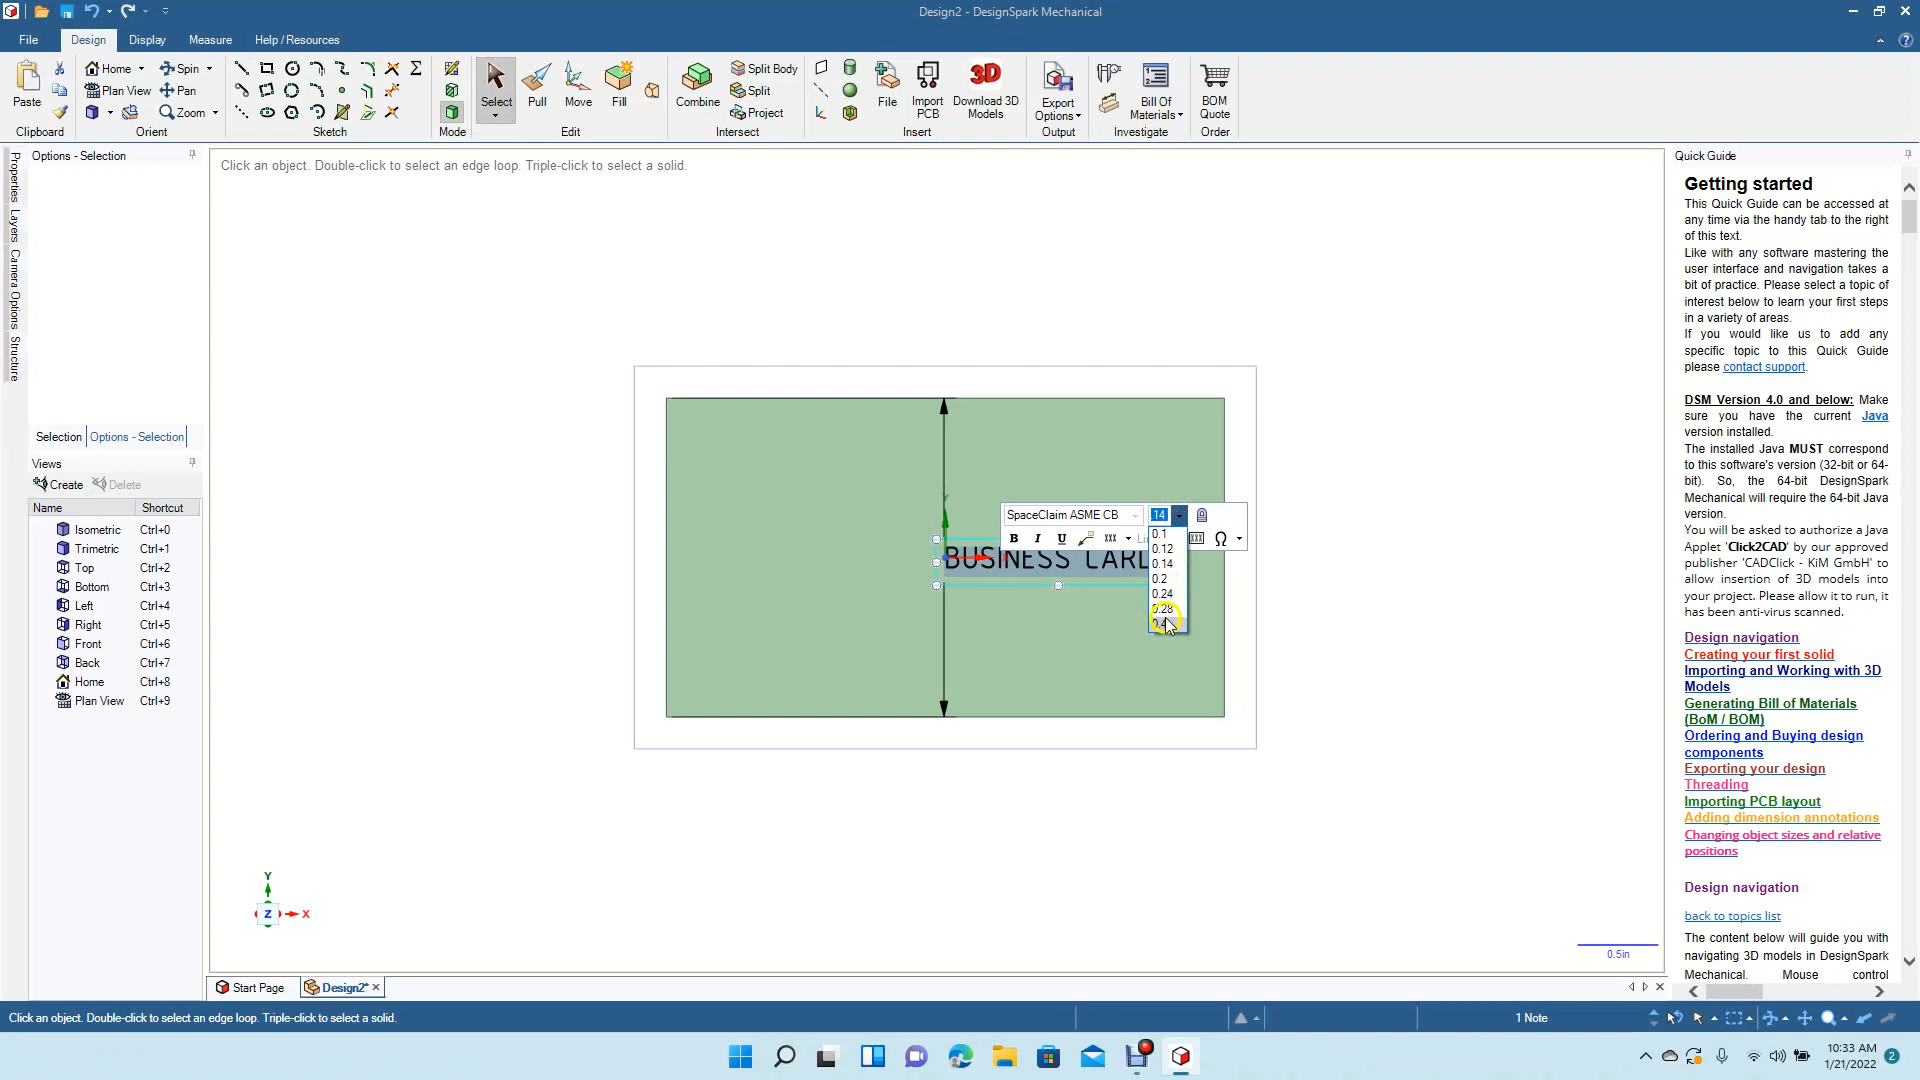 Design2 - DesignSpark Mechanical
File Design Display Measure Help / Resources
Paste
Clipboard
Home
Plan View
Spin
Pan
Zoom
Orient
Sketch
Mode
Select
Pull
Move
Fill
Edit
Combine
Split Body
Split
Project
Intersect
File
Import PCB
Download 3D Models
Insert
Export Options
Output
Bill Of Materials
Investigate
BOM Quote
Order
Options - Selection
Properties
Layers
Camera Options
Structure
Selection
Options - Selection
Views
Create
Delete
Name Shortcut
Isometric Ctrl+0
Trimetric Ctrl+1
Top Ctrl+2
Bottom Ctrl+3
Left Ctrl+4
Right Ctrl+5
Front Ctrl+6
Back Ctrl+7
Home Ctrl+8
Plan View Ctrl+9
Click an object. Double-click to select an edge loop. Triple-click to select a solid.
SpaceClaim ASME CB
14
B I U
Ω
0.1
0.12
0.14
0.2
0.24
0.28
BUSINESS
Y
Z
X
0.5in
Start Page
Design2*
Quick Guide
Getting started
This Quick Guide can be accessed at
any time via the handy tab to the right
of this text.
Like with any software mastering the
user interface and navigation takes a
bit of practice. Please select a topic of
interest below to learn your first steps
in a variety of areas.
If you would like us to add any
specific topic to this Quick Guide
please contact support.
DSM Version 4.0 and below: Make
sure you have the current Java
version installed.
The installed Java MUST correspond
to this software's version (32-bit or 64-
bit). So, the 64-bit DesignSpark
Mechanical will require the 64-bit Java
version.
You will be asked to authorize a Java
Applet 'Click2CAD' by our approved
publisher 'CADClick - KiM GmbH' to
allow insertion of 3D models into
your project. Please allow it to run, it
has been anti-virus scanned.
Design navigation
Creating your first solid
Importing and Working with 3D
Models
Generating Bill of Materials
(BoM / BOM)
Ordering and Buying design
components
Exporting your design
Threading
Importing PCB layout
Adding dimension annotations
Changing object sizes and relative
positions
Design navigation
back to topics list
The content below will guide you with
navigating 3D models in DesignSpark
Mechanical. Mouse control
Click an object. Double-click to select an edge loop. Triple-click to select a solid.
1 Note
10:33 AM
1/21/2022
2